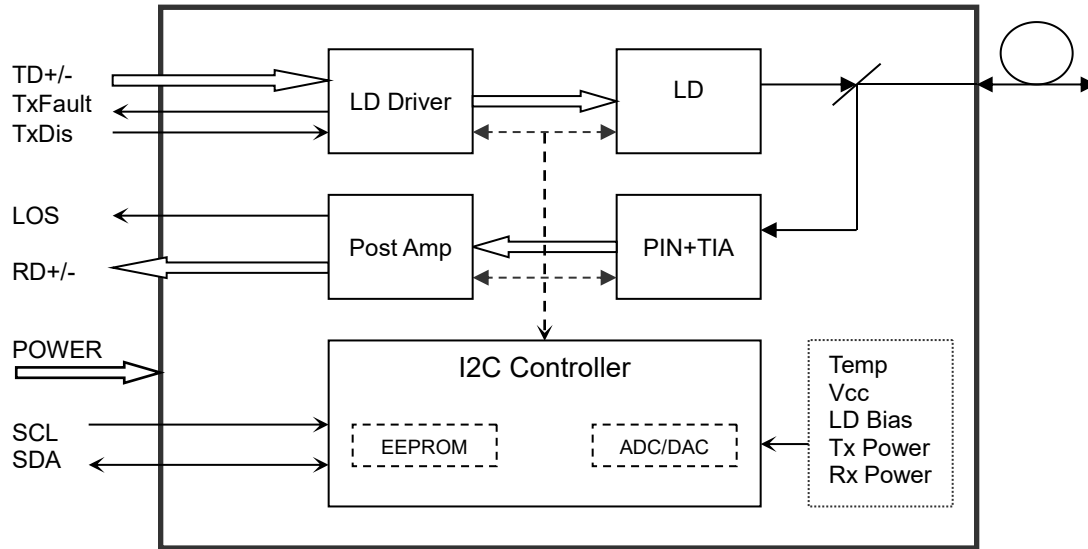 TD+/-
TxFault
TxDis
LD Driver
LD
LOS
RD+/-
Post Amp
PIN+TIA
POWER
SCL
SDA
I2C Controller
EEPROM
ADC/DAC
Temp
Vcc
LD Bias
Tx Power
Rx Power